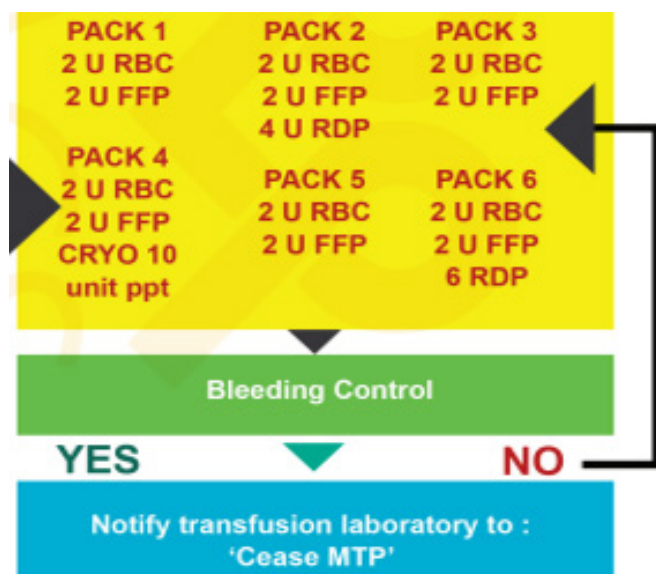 PACK 1
2 U RBC
2 U FFP
PACK 2
2 U RBC
2 U FFP
4 U RDP
PACK 3
2 U RBC
2 U FFP
PACK 4
2 U RBC
2 U FFP
CRYO 10
unit ppt
PACK 5
2 U RBC
2 U FFP
PACK 6
2 U RBC
2 U FFP
6 RDP
Bleeding Control
YES
NO
Notify transfusion laboratory to :
‘Cease MTP’